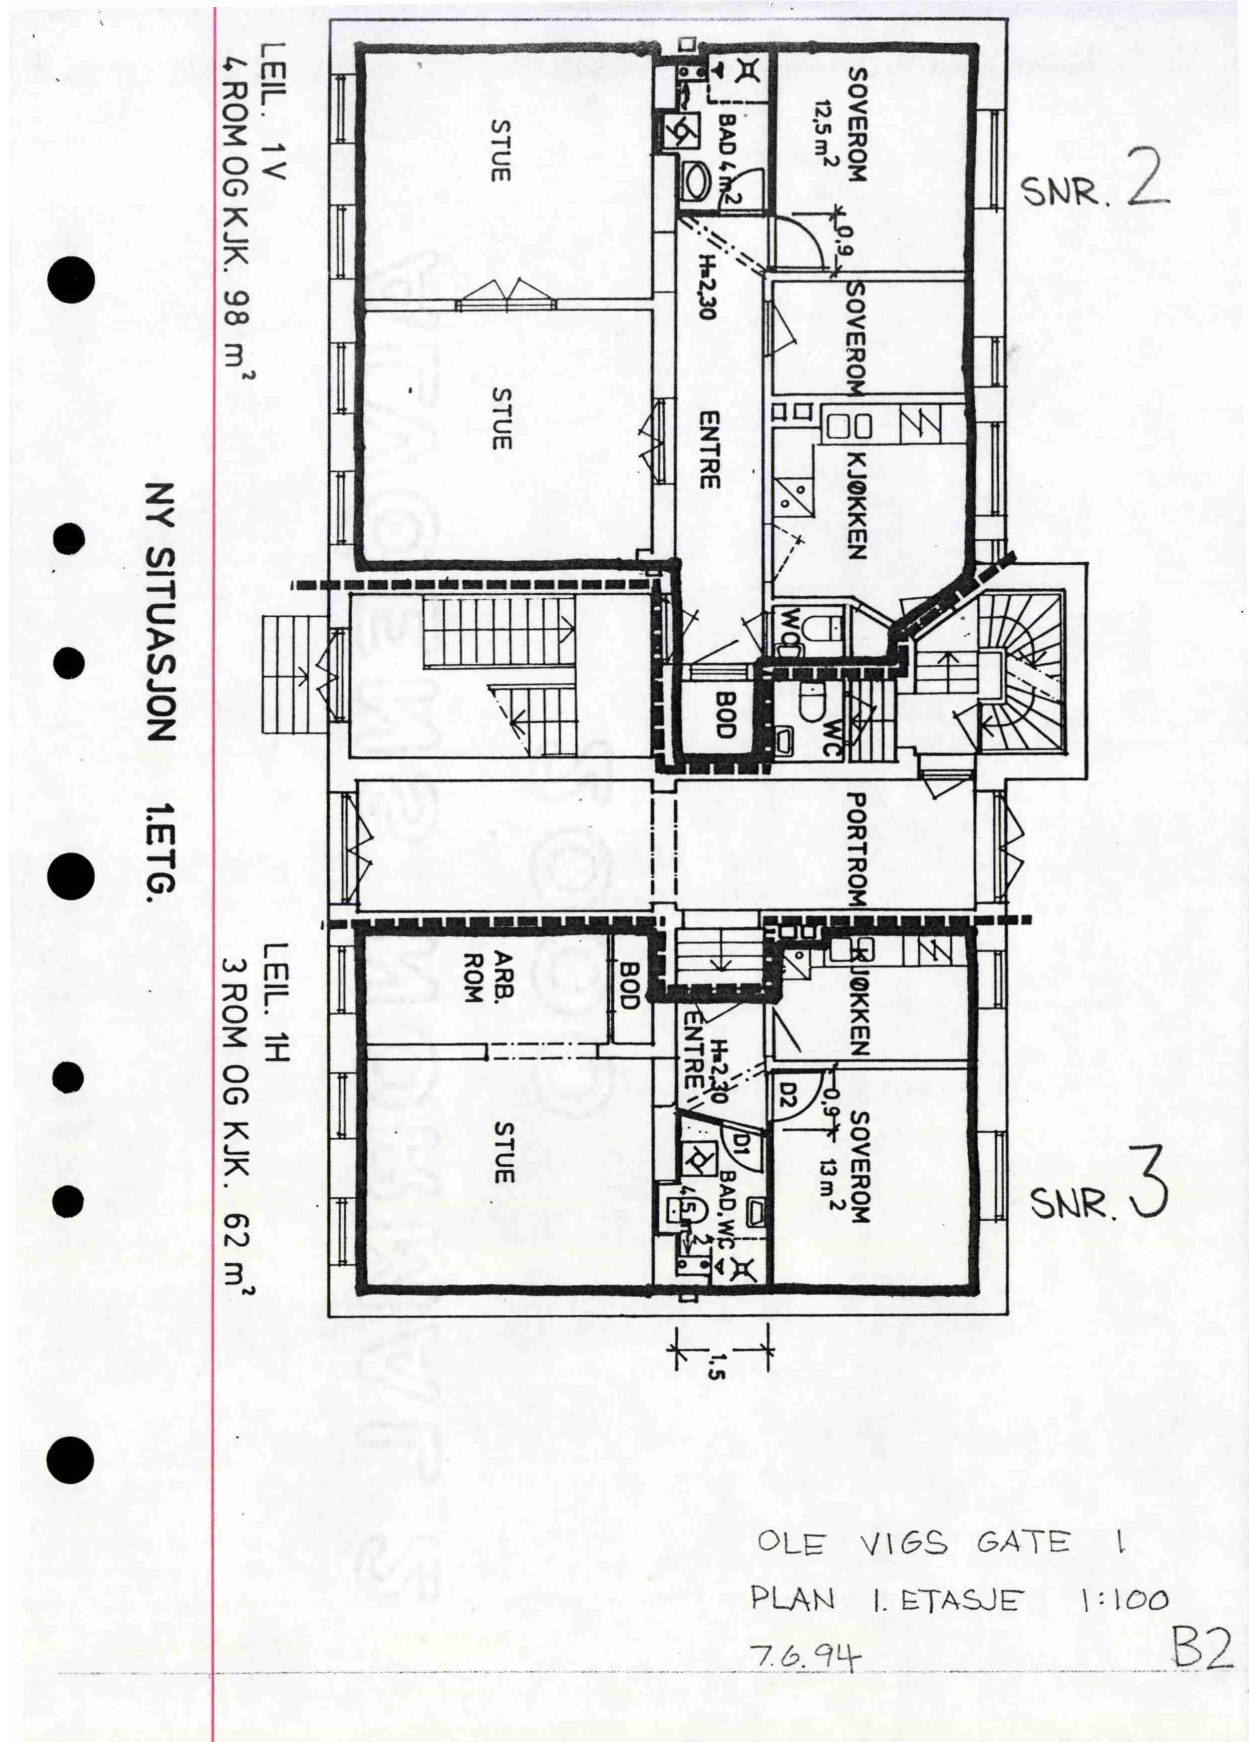 LEIL. 1V
4 ROM OG KJK. 98 m²
NY SITUASJON 1.ETG.
LEIL. 1H
3 ROM OG KJK. 62 m²
SNR. 2
SOVEROM
12,5 m²
0,9
BAD 4 m2
STUE
H=2,30
SOVEROM
STUE
ENTRE
KJØKKEN
WC
BOD
WC
PORTROM
ARB.
ROM
BOD
KJØKKEN
ENTRE
H=2,30
D2
0,9
SOVEROM
13 m²
STUE
D1
BAD, WC
4,5 m²
SNR. 3
1,5
OLE VIGS GATE 1
PLAN 1. ETASJE 1:100
7.6.94
B2